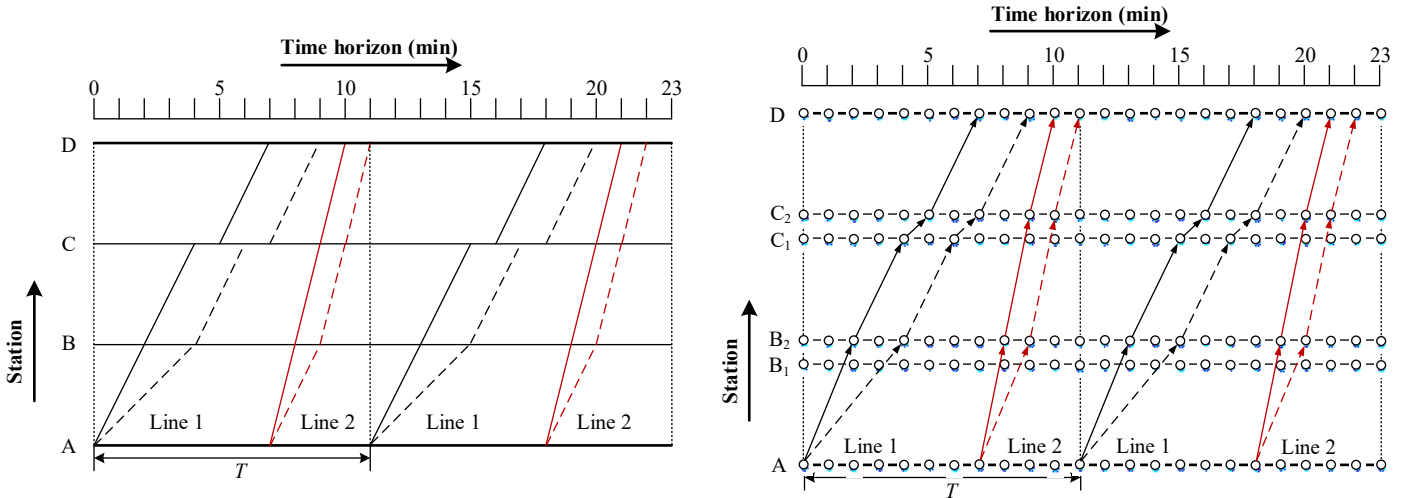 Time horizon (min)
0 5 10 15 20 23
D
C
B
A
Station
Line 1 Line 2 Line 1 Line 2
T
Time horizon (min)
0 5 10 15 20 23
D
C₂
C₁
B₂
B₁
A
Station
Line 1 Line 2 Line 1 Line 2
T